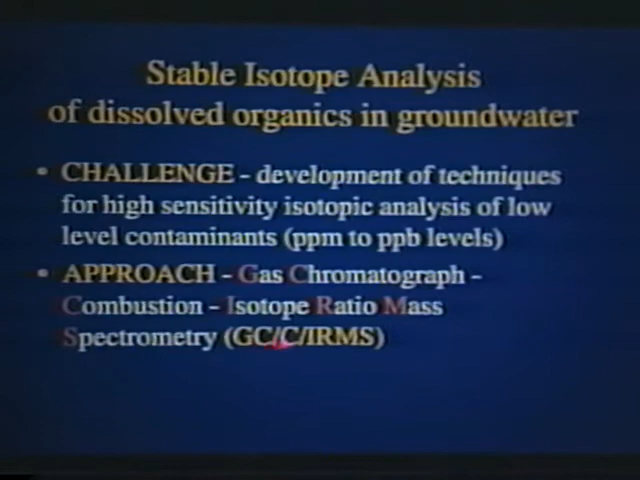 Stable Isotope Analysis
of dissolved organics in groundwater
• CHALLENGE - development of techniques
for high sensitivity isotopic analysis of low
level contaminants (ppm to ppb levels)
• APPROACH - Gas Chromatograph -
Combustion - Isotope Ratio Mass
Spectrometry (GC/C/IRMS)